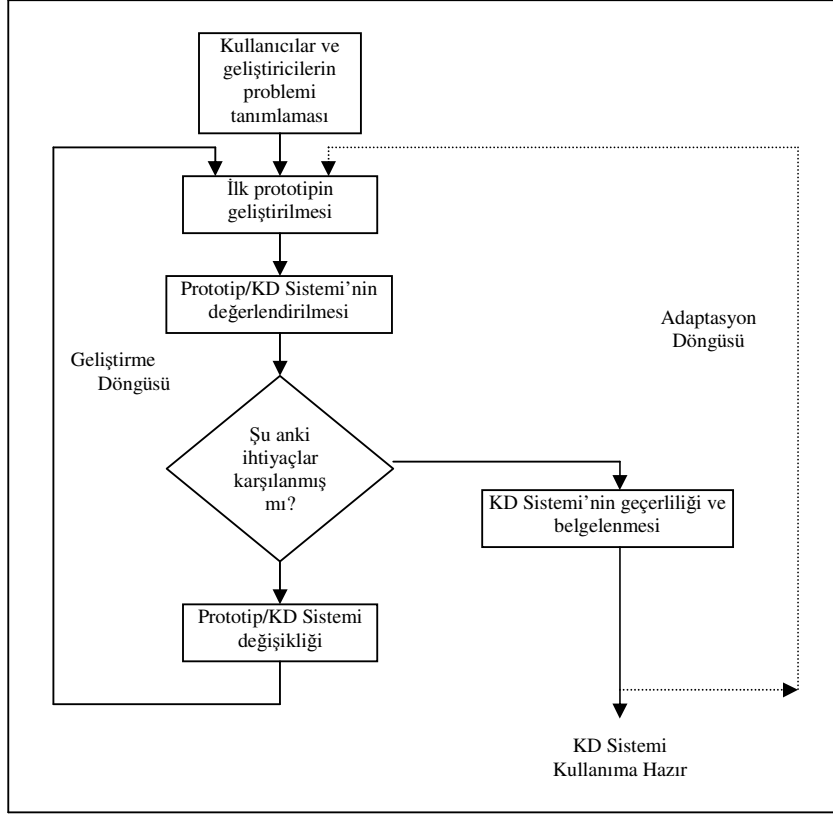 Kullanıcılar ve
geliştiricilerin
problemi
tanımlaması
İlk prototipin
geliştirilmesi
Prototip/KD Sistemi’nin
değerlendirilmesi
Adaptasyon
Döngüsü
Geliştirme
Döngüsü
Şu anki
ihtiyaçlar
karşılanmış
mı?
KD Sistemi’nin geçerliliği ve
belgelenmesi
Prototip/KD Sistemi
değişikliği
KD Sistemi
Kullanıma Hazır